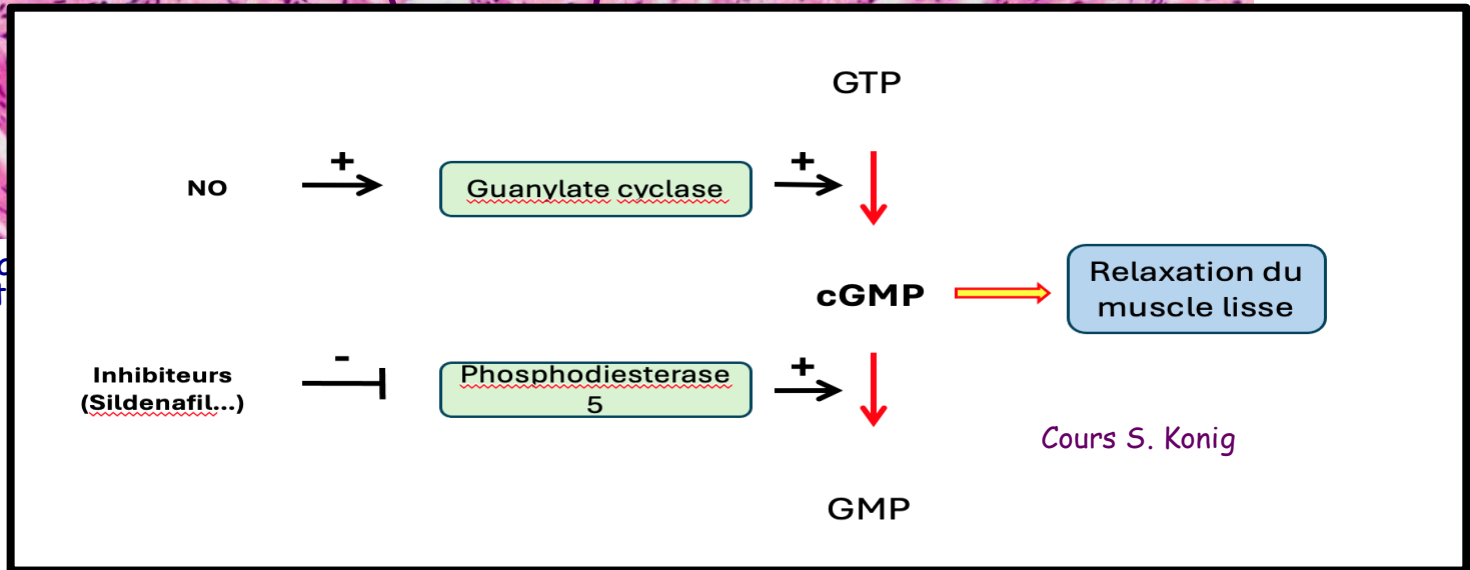 GTP
+
+
NO
Guanylate cyclase
cGMP
Relaxation du
muscle lisse
-
+
Inhibiteurs
(Sildenafil...)
Phosphodiesterase
5
Cours S. Konig
GMP